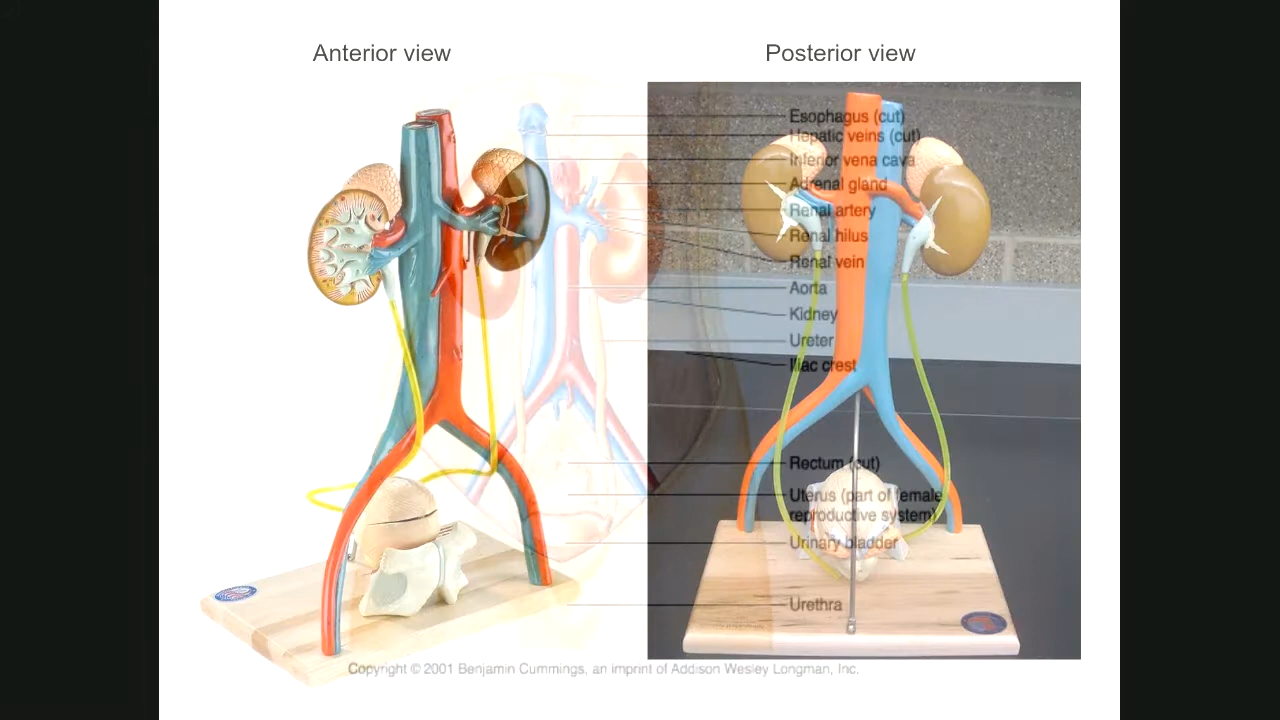 Anterior view
Posterior view
Esophagus (cut)
Hepatic veins (cut)
Inferior vena cava
Adrenal gland
Renal artery
Renal hilus
Renal vein
Aorta
Kidney
Ureter
Iliac crest
Rectum (cut)
Uterus (part of female
reproductive system)
Urinary bladder
Urethra
Copyright © 2001 Benjamin Cummings, an imprint of Addison Wesley Longman, Inc.